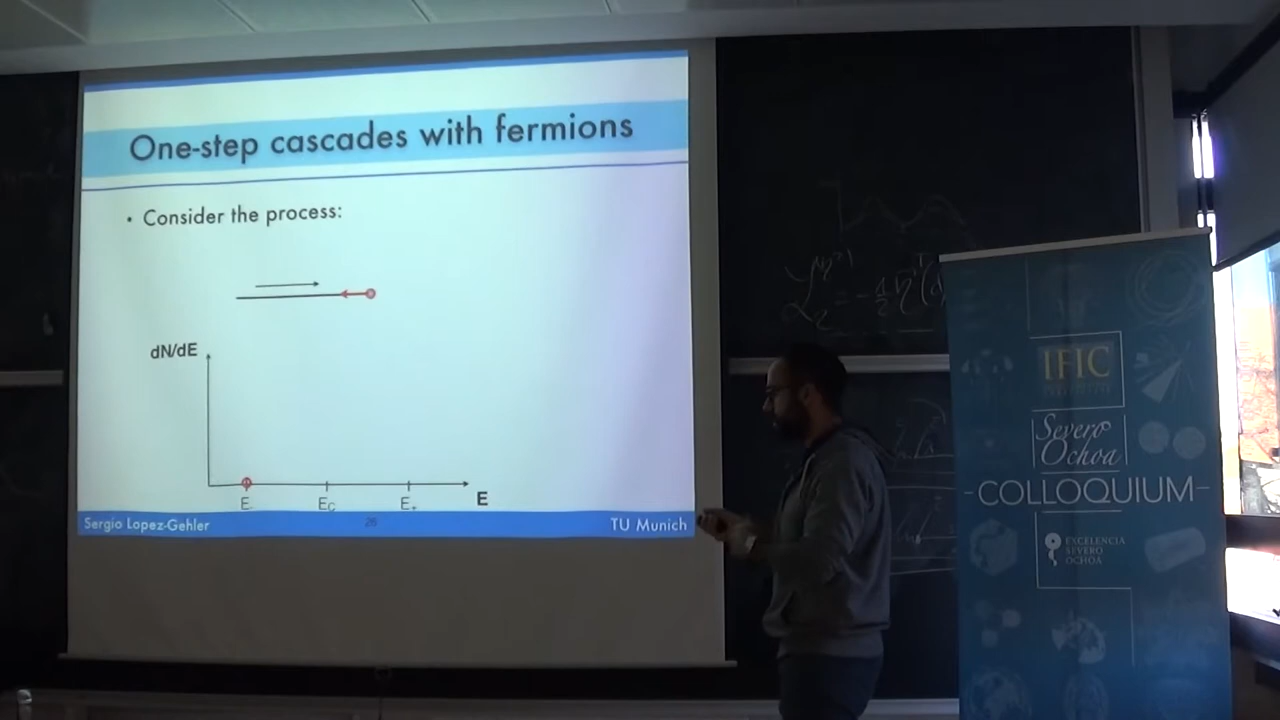 One-step cascades with fermions
• Consider the process:
dN/dE
E- EC E+ E
Sergio Lopez-Gehler 26 TU Munich
IFIC
Severo
Ochoa
-COLLOQUIUM-
EXCELENCIA
SEVERO
OCHOA